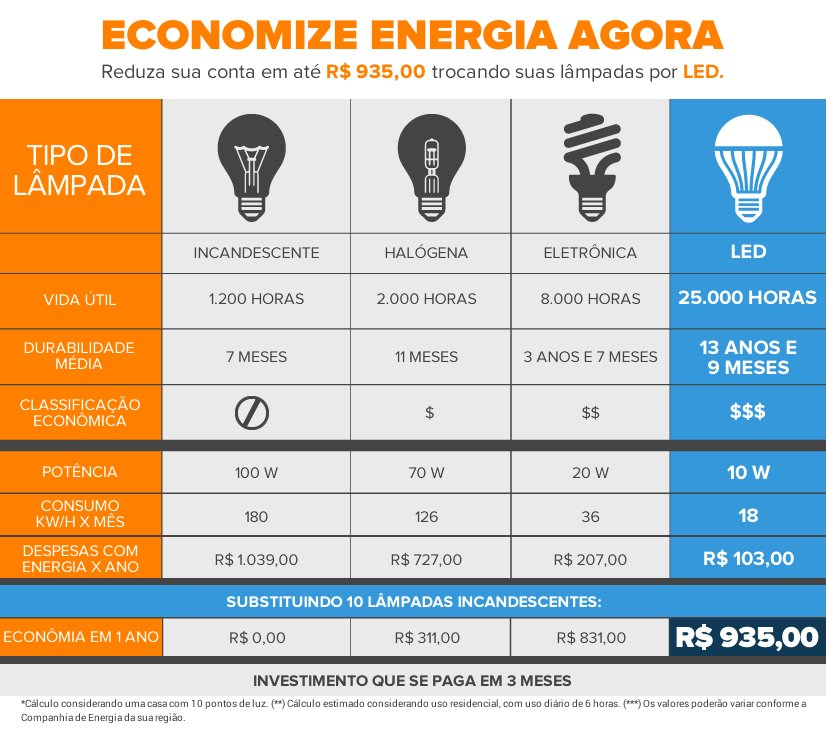 ECONOMIZE ENERGIA AGORA
Reduza sua conta em até R$ 935,00 trocando suas lâmpadas por LED.
TIPO DE
LÂMPADA
INCANDESCENTE
HALÓGENA
ELETRÔNICA
LED
VIDA ÚTIL
1.200 HORAS
2.000 HORAS
8.000 HORAS
25.000 HORAS
DURABILIDADE
MÉDIA
7 MESES
11 MESES
3 ANOS E 7 MESES
13 ANOS E
9 MESES
CLASSIFICAÇÃO
ECONÔMICA
$
$$
$$$
POTÊNCIA
100 W
70 W
20 W
10 W
CONSUMO
KW/H X MÊS
180
126
36
18
DESPESAS COM
ENERGIA X ANO
R$ 1.039,00
R$ 727,00
R$ 207,00
R$ 103,00
SUBSTITUINDO 10 LÂMPADAS INCANDESCENTES:
ECONÔMIA EM 1 ANO
R$ 0,00
R$ 311,00
R$ 831,00
R$ 935,00
INVESTIMENTO QUE SE PAGA EM 3 MESES
*Cálculo considerando uma casa com 10 pontos de luz. (**) Cálculo estimado considerando uso residencial, com uso diário de 6 horas. (***) Os valores poderão variar conforme a
Companhia de Energia da sua região.